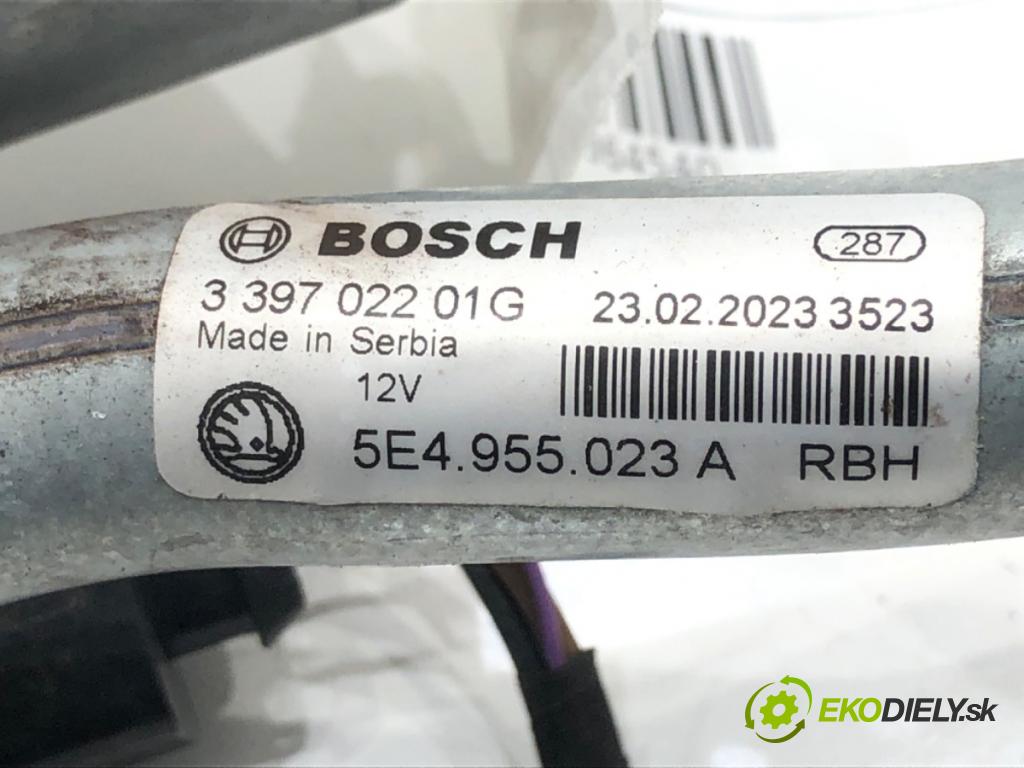 BOSCH 287
3 397 022 01G 23.02.2023 3523
Made in Serbia
12V
5E4.955.023 A RBH
EKODIELY.sk